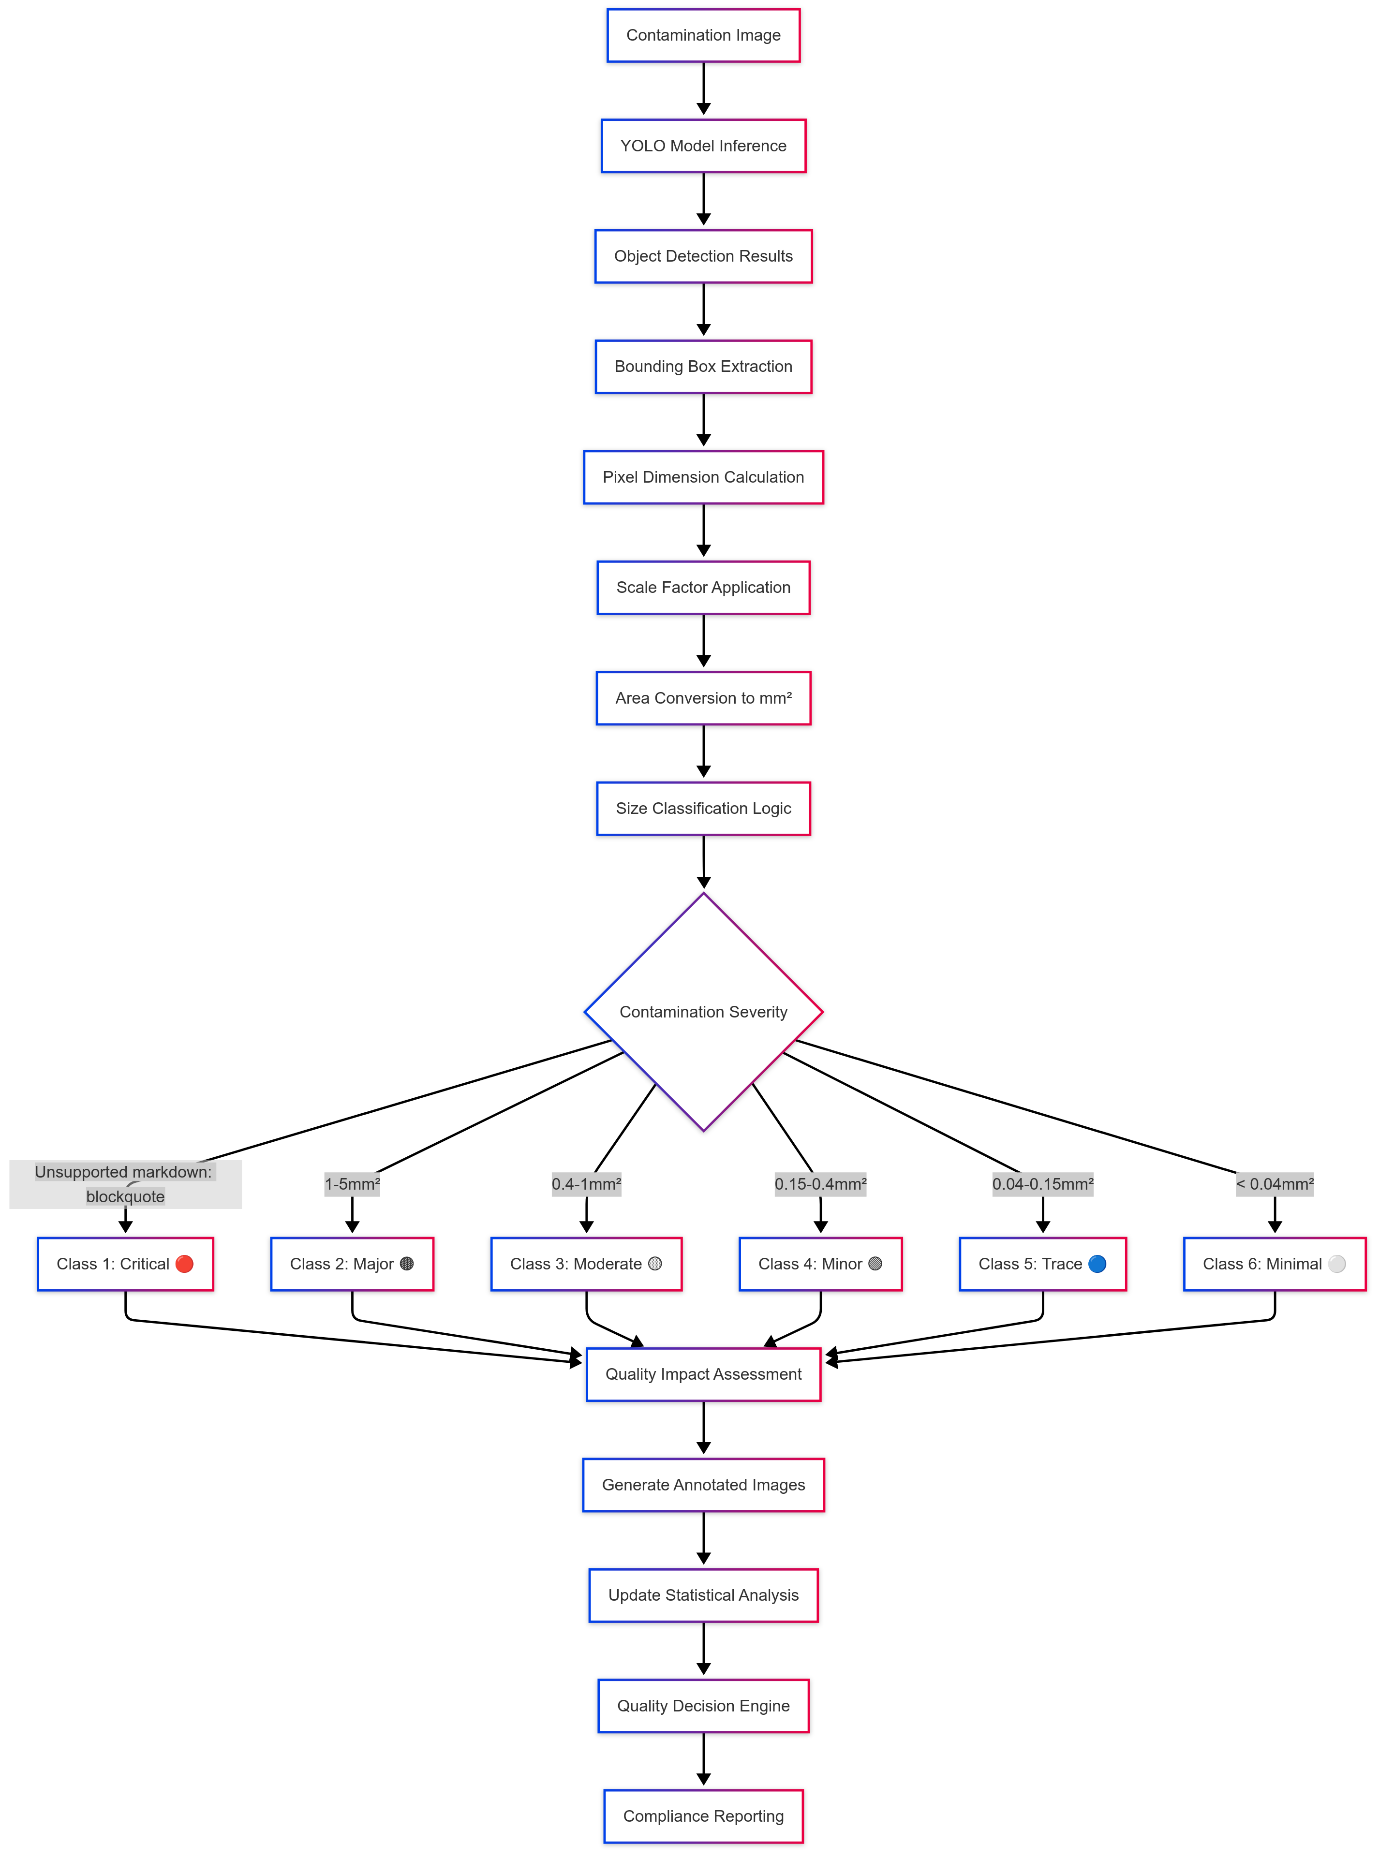 Contamination Image
YOLO Model Inference
Object Detection Results
Bounding Box Extraction
Pixel Dimension Calculation
Scale Factor Application
Area Conversion to mm²
Size Classification Logic
Contamination Severity
Unsupported markdown:
blockquote
1-5mm²
0.4-1mm²
0.15-0.4mm²
0.04-0.15mm²
< 0.04mm²
Class 1: Critical 🔴
Class 2: Major 🟠
Class 3: Moderate 🟡
Class 4: Minor 🟢
Class 5: Trace 🔵
Class 6: Minimal ⚪
Quality Impact Assessment
Generate Annotated Images
Update Statistical Analysis
Quality Decision Engine
Compliance Reporting